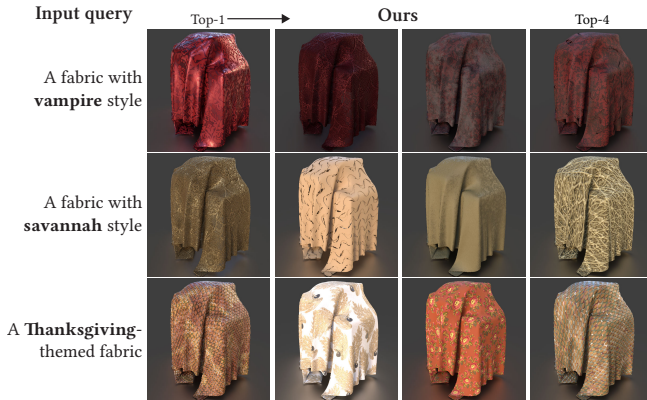 Input query
Top-1
Ours
Top-4
A fabric with
vampire style
A fabric with
savannah style
A Thanksgiving-
themed fabric